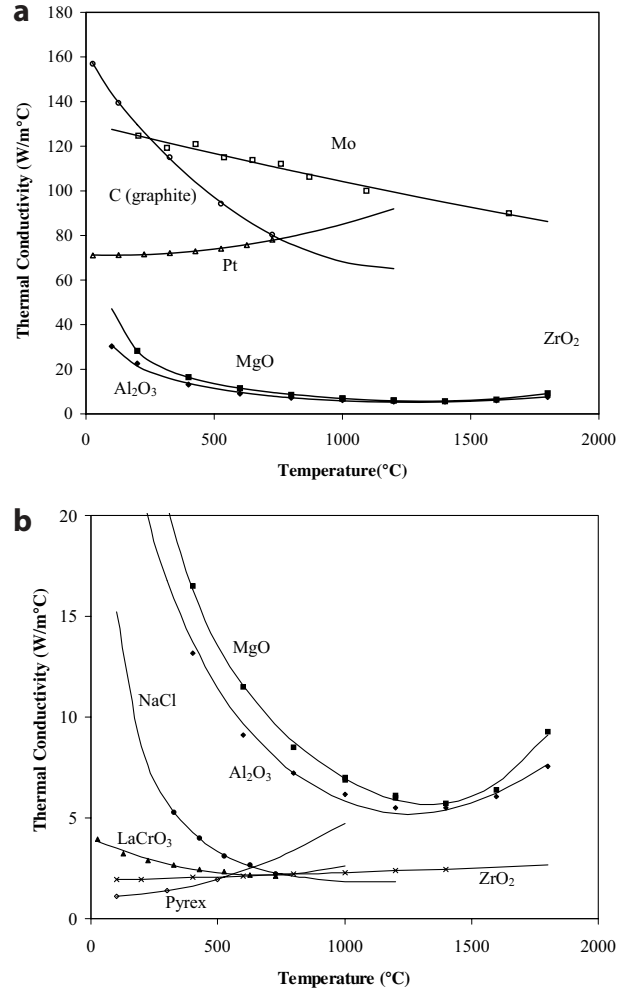 a
180
160
140
120
100
80
60
40
20
0
Thermal Conductivity (W/m°C)
Mo
C (graphite)
Pt
ZrO₂
MgO
Al₂O₃
0 500 1000 1500 2000
Temperature(°C)
b
20
15
10
5
0
Thermal Conductivity (W/m°C)
MgO
NaCl
Al₂O₃
LaCrO₃
ZrO₂
Pyrex
0 500 1000 1500 2000
Temperature (°C)